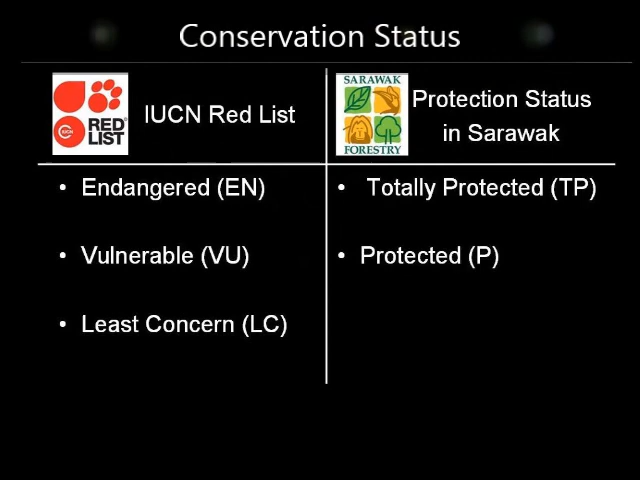 Conservation Status
IUCN
RED
LIST
IUCN Red List
SARAWAK
FORESTRY
Protection Status
in Sarawak
• Endangered (EN)
• Vulnerable (VU)
• Least Concern (LC)
• Totally Protected (TP)
• Protected (P)